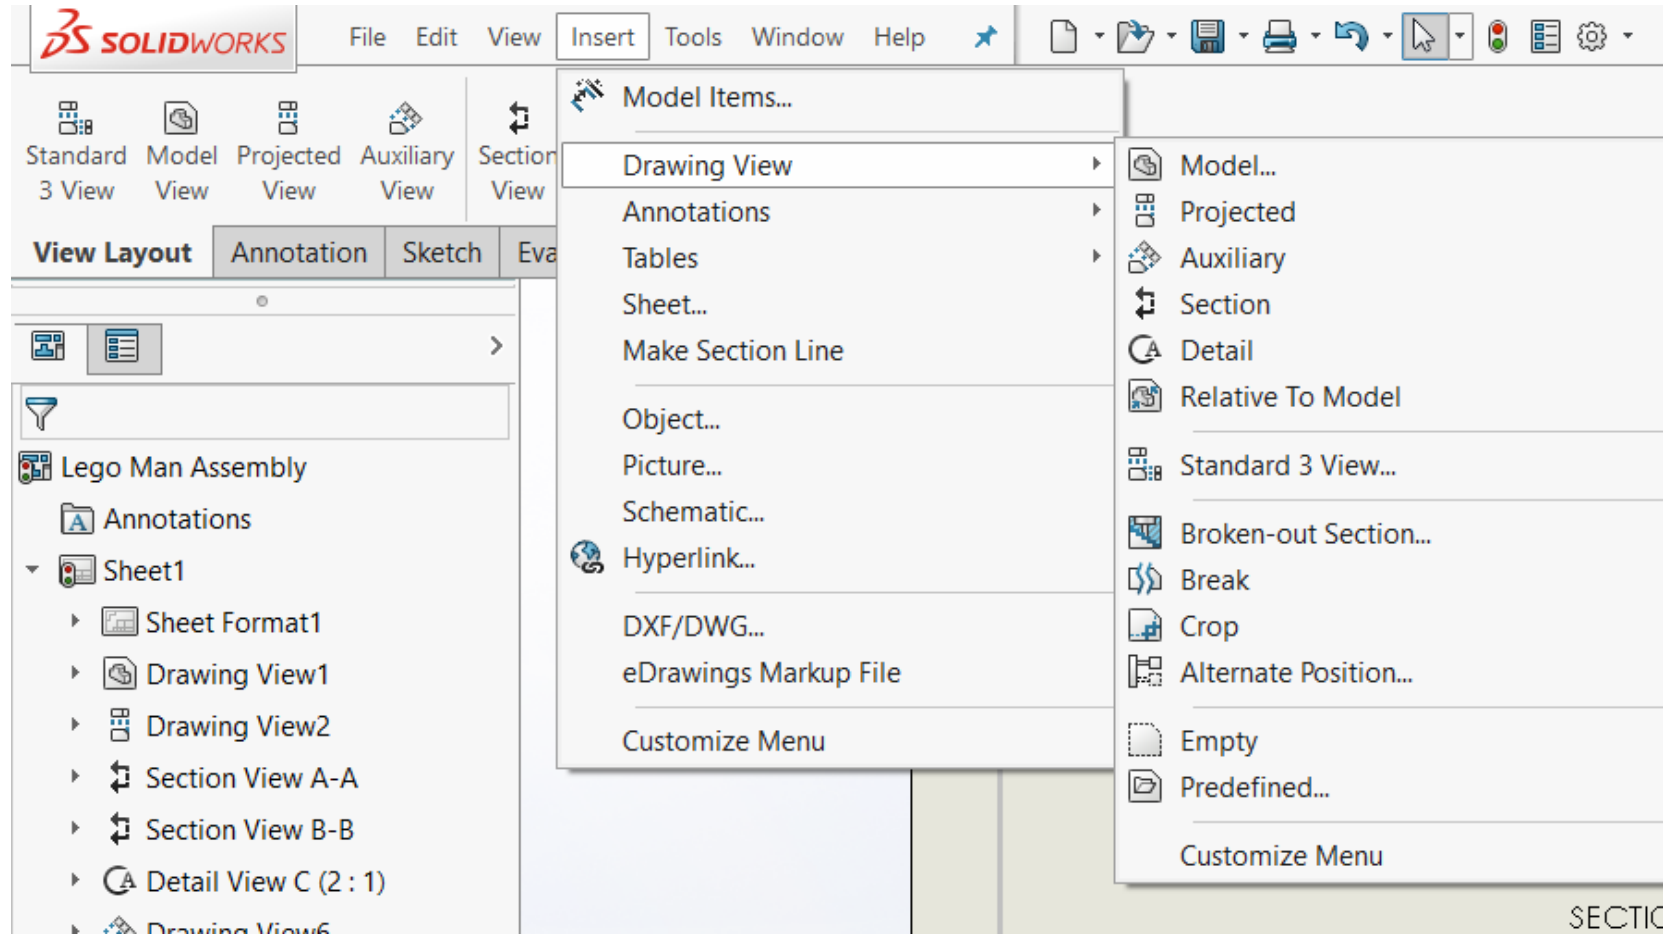 SOLIDWORKS File Edit View Insert Tools Window Help
Standard 3 View
Model View
Projected View
Auxiliary View
Section View
View Layout Annotation Sketch Eva
Lego Man Assembly
Annotations
Sheet1
Sheet Format1
Drawing View1
Drawing View2
Section View A-A
Section View B-B
Detail View C (2 : 1)
Drawing View6
Model Items...
Drawing View
Annotations
Tables
Sheet...
Make Section Line
Object...
Picture...
Schematic...
Hyperlink...
DXF/DWG...
eDrawings Markup File
Customize Menu
Model...
Projected
Auxiliary
Section
Detail
Relative To Model
Standard 3 View...
Broken-out Section...
Break
Crop
Alternate Position...
Empty
Predefined...
Customize Menu
SECTIO